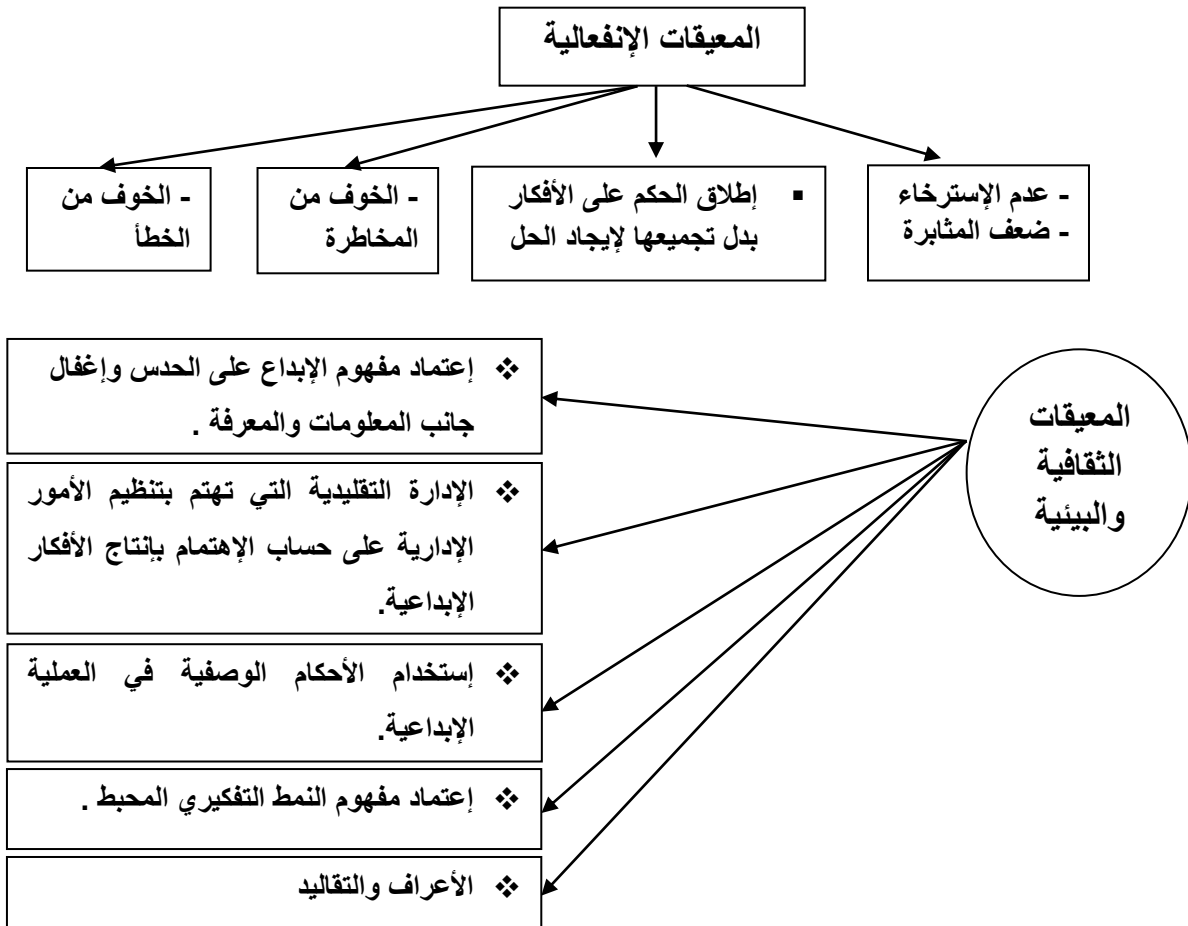 المعيقات الإنفعالية
- عدم الإسترخاء
- ضعف المثابرة
▪ إطلاق الحكم على الأفكار
بدل تجميعها لإيجاد الحل
- الخوف من
المخاطرة
- الخوف من
الخطأ
المعيقات
الثقافية
والبيئية
❖ إعتماد مفهوم الإبداع على الحدس وإغفال
جانب المعلومات والمعرفة .
❖ الإدارة التقليدية التي تهتم بتنظيم الأمور
الإدارية على حساب الإهتمام بإنتاج الأفكار
الإبداعية.
❖ إستخدام الأحكام الوصفية في العملية
الإبداعية.
❖ إعتماد مفهوم النمط التفكيري المحبط .
❖ الأعراف والتقاليد